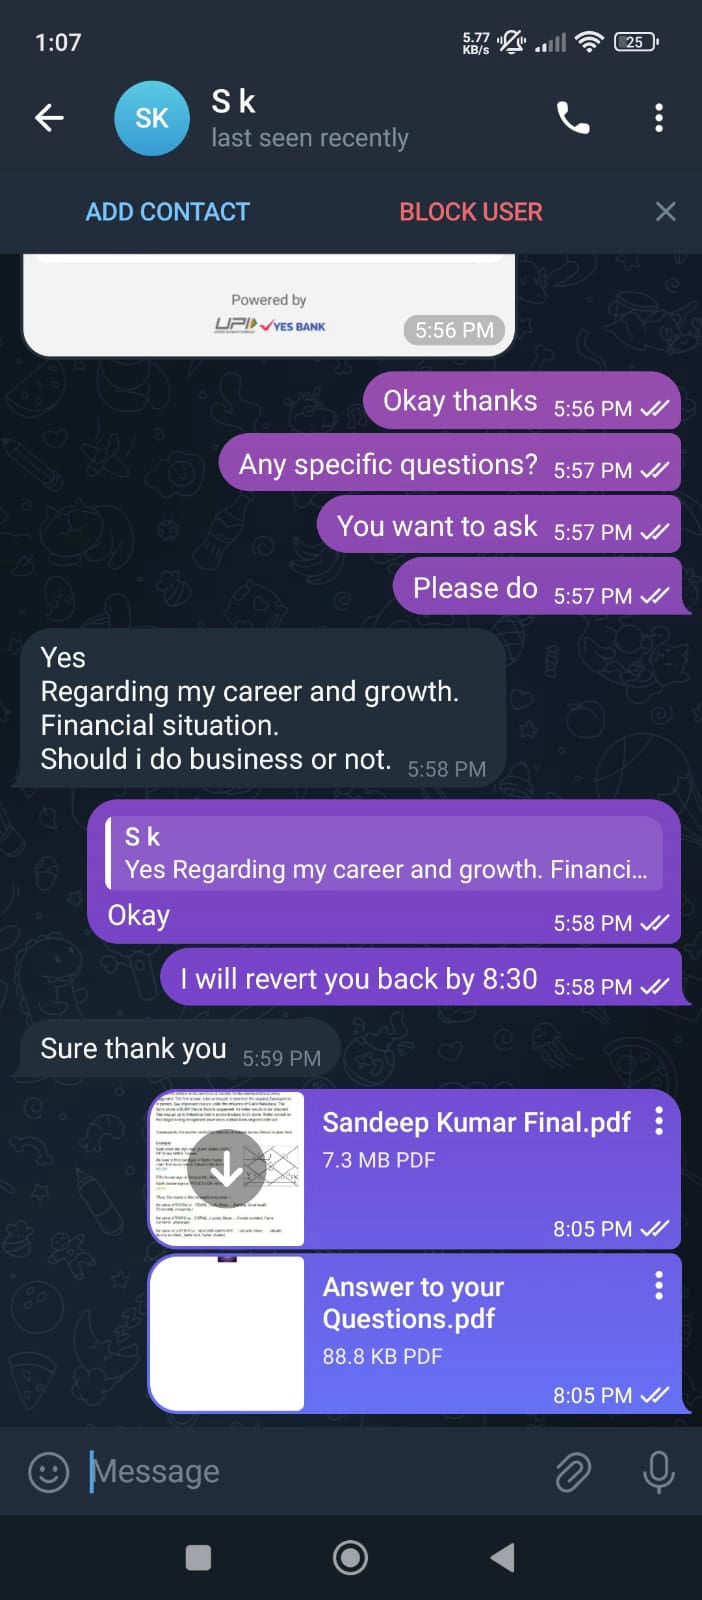 1:07
5.77
KB/s
25
SK
S k
last seen recently
ADD CONTACT
BLOCK USER
Powered by
UPI YES BANK
5:56 PM
Okay thanks 5:56 PM
Any specific questions? 5:57 PM
You want to ask 5:57 PM
Please do 5:57 PM
Yes
Regarding my career and growth.
Financial situation.
Should i do business or not. 5:58 PM
S k
Yes Regarding my career and growth. Financi...
Okay 5:58 PM
I will revert you back by 8:30 5:58 PM
Sure thank you 5:59 PM
Sandeep Kumar Final.pdf
7.3 MB PDF
8:05 PM
Answer to your
Questions.pdf
88.8 KB PDF
8:05 PM
Message